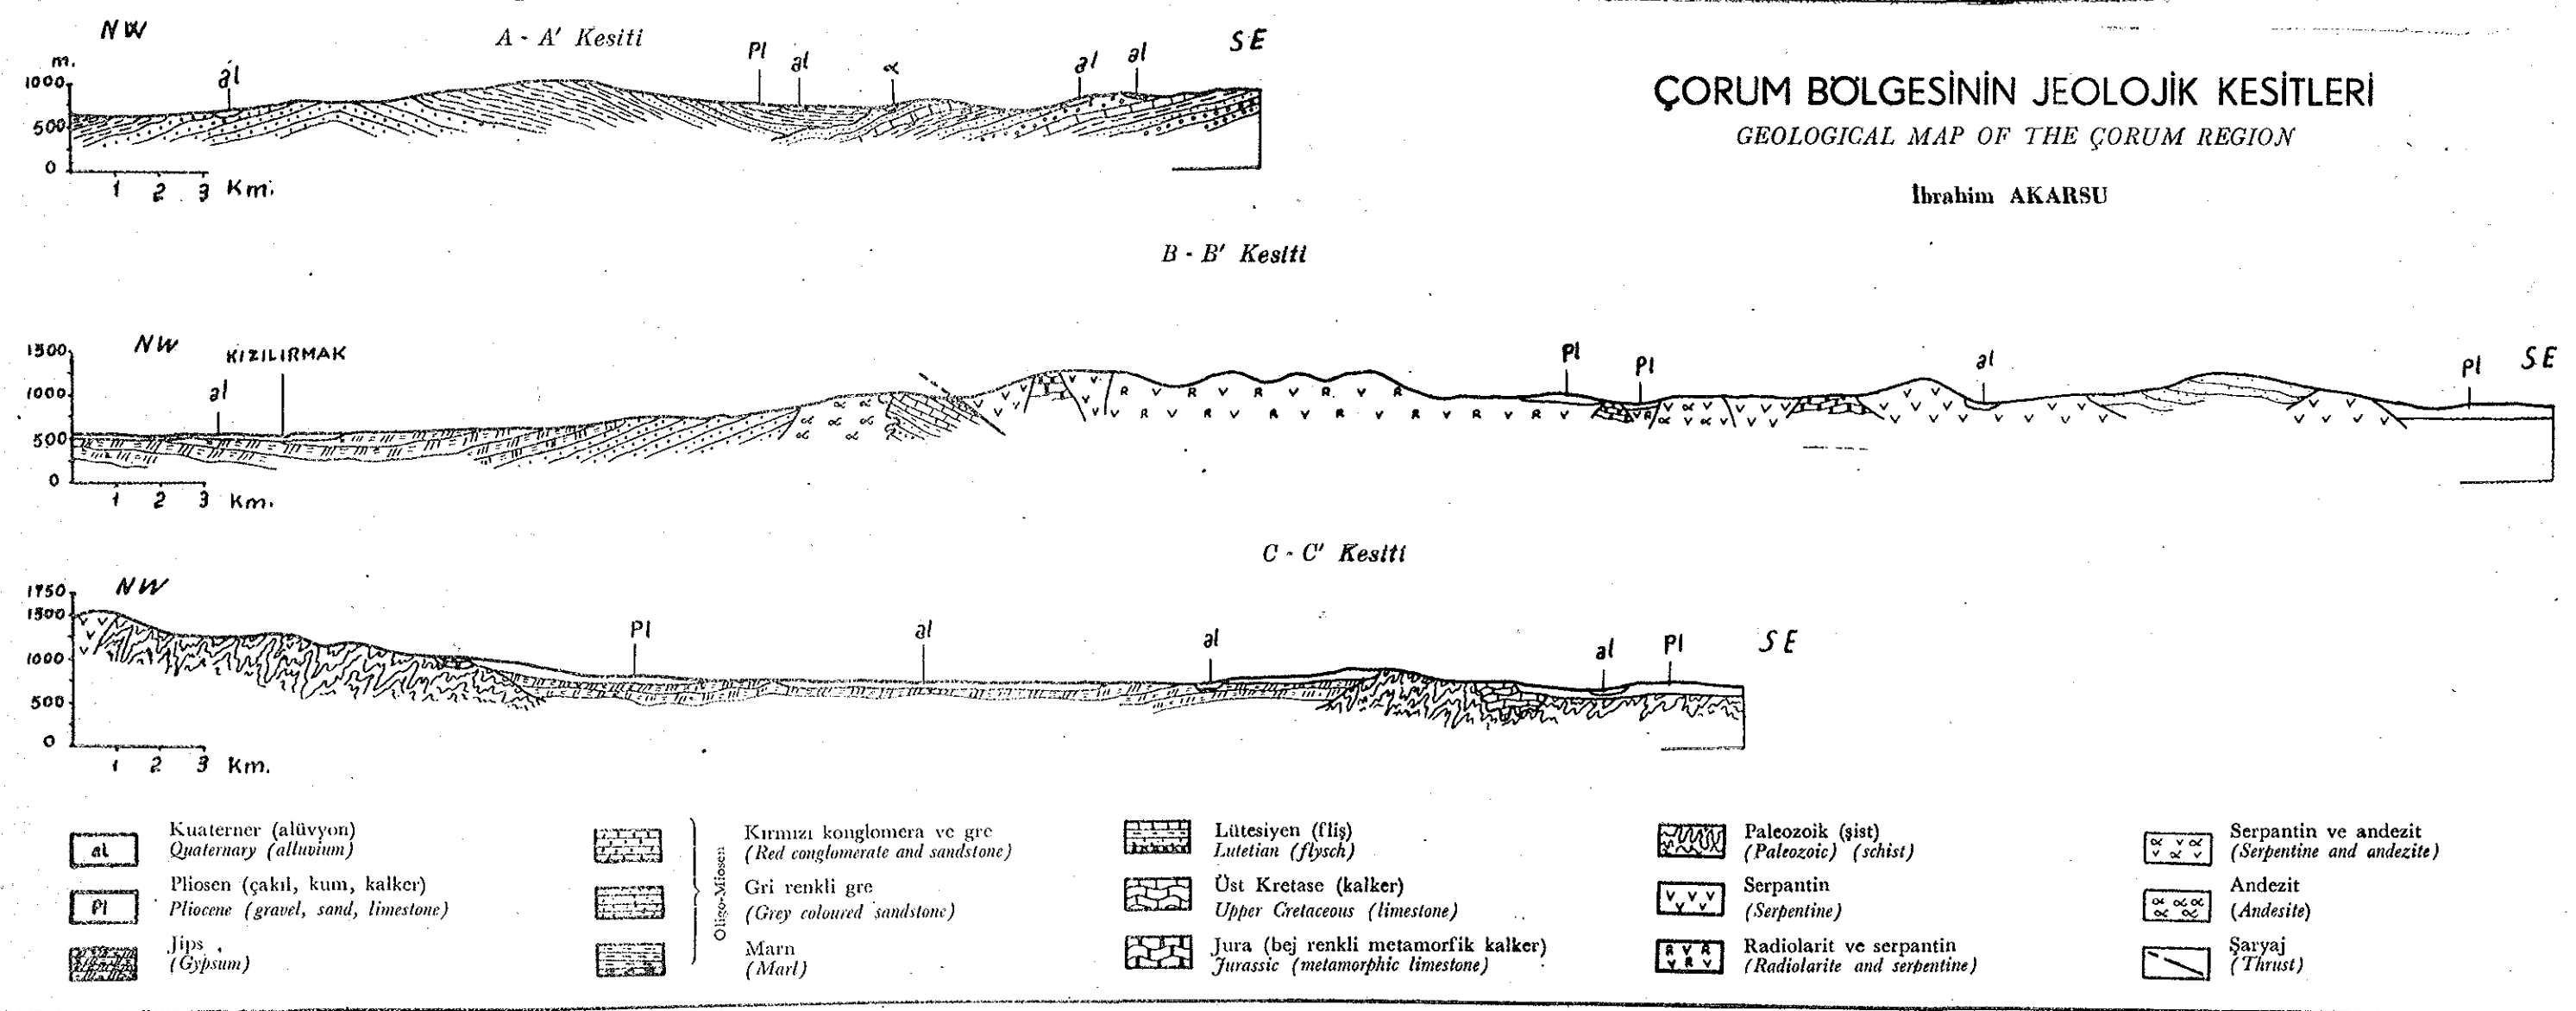 NW
A - A' Kesiti
Pl
al
α
al
al
SE
al
m.
1000
500
0
1 2 3 Km.
ÇORUM BÖLGESİNİN JEOLOJİK KESİTLERİ
GEOLOGICAL MAP OF THE ÇORUM REGION
İbrahim AKARSU
B - B' Kesiti
NW
KIZILIRMAK
al
Pl
Pl
al
Pl
SE
1500
1000
500
0
1 2 3 Km.
C - C' Kesiti
NW
Pl
al
al
al
Pl
SE
1750
1500
1000
500
0
1 2 3 Km.
al
Kuaterner (alüvyon)
Quaternary (alluvium)
Pl
Pliosen (çakıl, kum, kalker)
Pliocene (gravel, sand, limestone)
Jips
(Gypsum)
Kırmızı konglomera ve gre
(Red conglomerate and sandstone)
Gri renkli gre
(Grey coloured sandstone)
Marn
(Marl)
Oligo-Miosen
Lütesiyen (fliş)
Lutetian (flysch)
Üst Kretase (kalker)
Upper Cretaceous (limestone)
Jura (bej renkli metamorfik kalker)
Jurassic (metamorphic limestone)
Paleozoik (şist)
(Paleozoic) (schist)
Serpantin
(Serpentine)
Radiolarit ve serpantin
(Radiolarite and serpentine)
Serpantin ve andezit
(Serpentine and andezite)
Andezit
(Andesite)
Şaryaj
(Thrust)